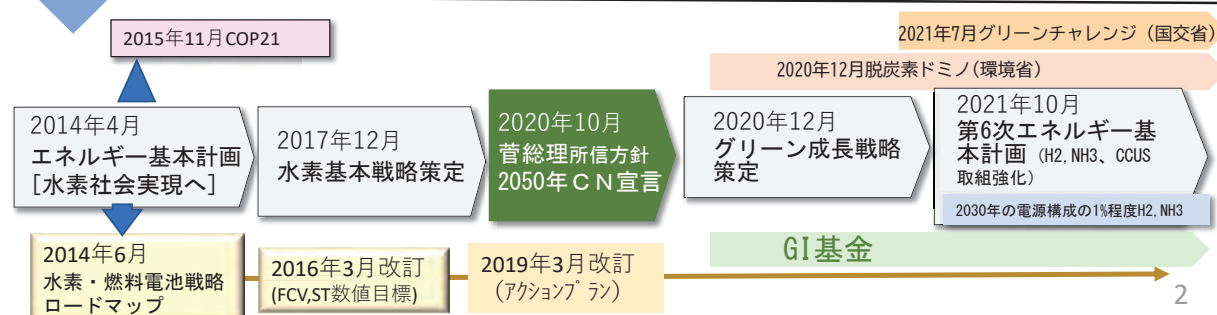 2015年11月COP21
2021年7月グリーンチャレンジ（国交省）
2020年12月脱炭素ドミノ(環境省)
2014年4月
エネルギー基本計画
[水素社会実現へ]
2017年12月
水素基本戦略策定
2020年10月
菅総理所信方針
2050年ＣＮ宣言
2020年12月
グリーン成長戦略
策定
2021年10月
第6次エネルギー基
本計画（H2,NH3、CCUS
取組強化）
2030年の電源構成の1%程度H2,NH3
2014年6月
水素・燃料電池戦略
ロードマップ
2016年3月改訂
(FCV,ST数値目標)
2019年3月改訂
(ｱｸｼｮﾝﾌﾟﾗﾝ)
GI基金
2